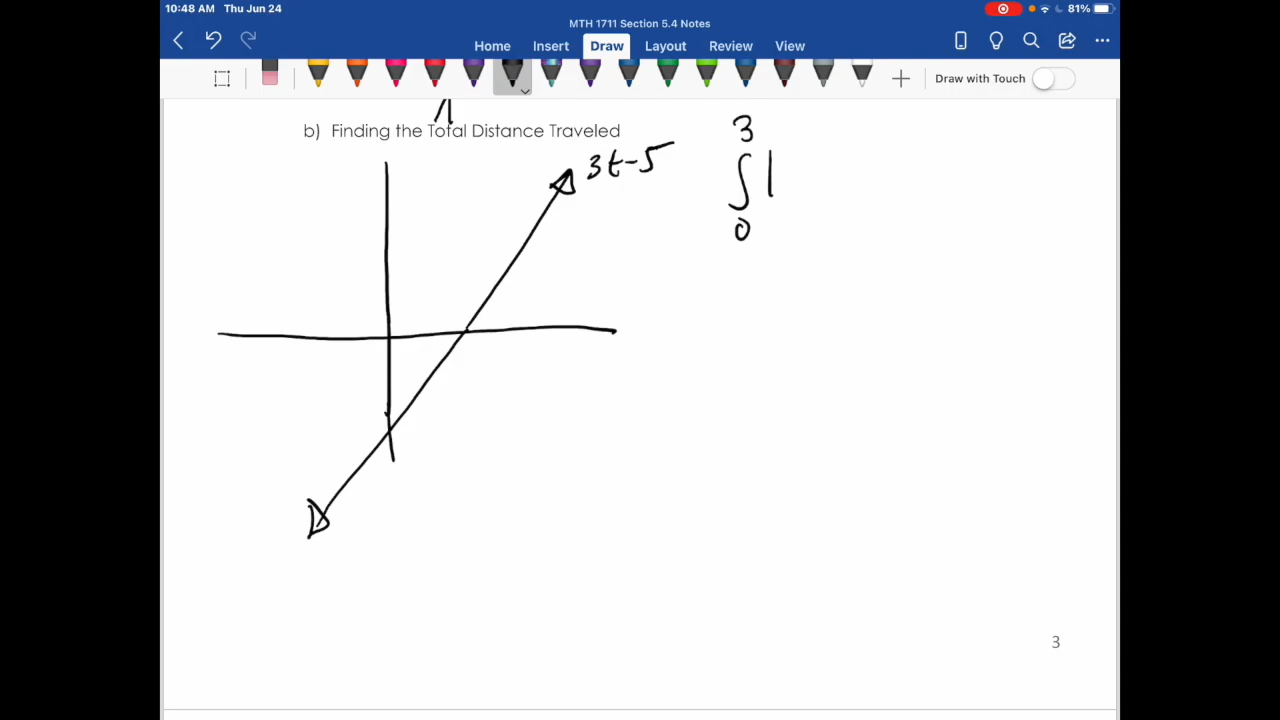 10:48 AM Thu Jun 24
81%
MTH 1711 Section 5.4 Notes
Home Insert Draw Layout Review View
Draw with Touch
b) Finding the Total Distance Traveled
3t-5
3
∫ |
0
3